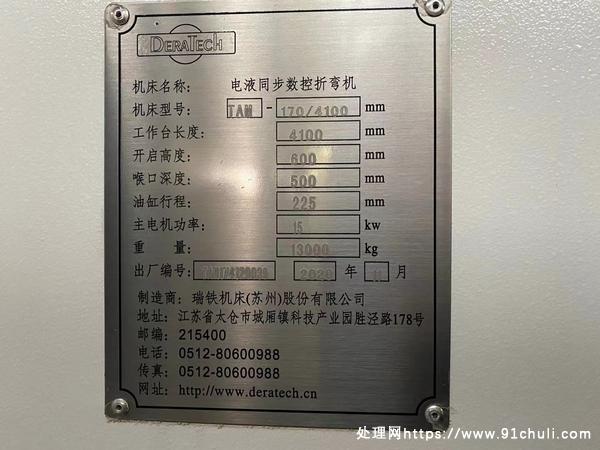 DERATECH
机床名称: 电液同步数控折弯机
机床型号: TAM - 170/4100 mm
工作台长度: 4100 mm
开启高度: 600 mm
喉口深度: 500 mm
油缸行程: 225 mm
主电机功率: 15 kw
重 量: 13000 kg
出厂编号: 2020 年 11 月
制造商: 瑞铁机床(苏州)股份有限公司
地址: 江苏省太仓市城厢镇科技产业园胜泾路178号
邮编: 215400
电话: 0512-80600988
传真: 0512-80600988
网址: http://www.deratech.cn
处理网https://www.91chuli.com/